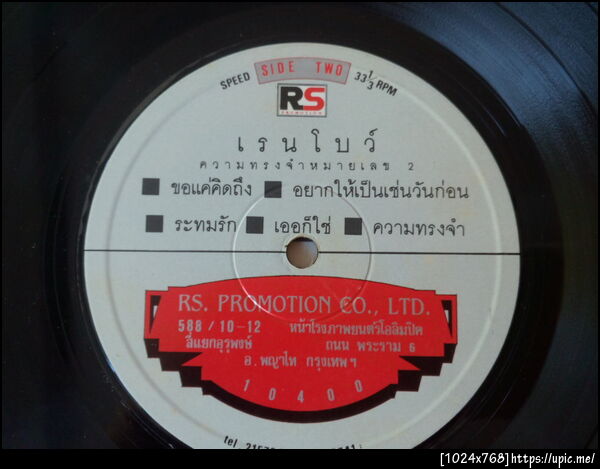 SPEED SIDE TWO 33 1/3 RPM
RS
PROMOTION
เรนโบว์
ความทรงจำหมายเลข 2
ขอแค่คิดถึง อยากให้เป็นเช่นวันก่อน
ระทมรัก เออก็ใช่ ความทรงจำ
RS. PROMOTION CO., LTD.
588 / 10-12 หน้าโรงภาพยนตร์โอลิมปิค
สี่แยกอุรุพงษ์ ถนน พระราม 6
อ.พญาไท กรุงเทพฯ
10400
tel
[1024x768]https://upic.me/